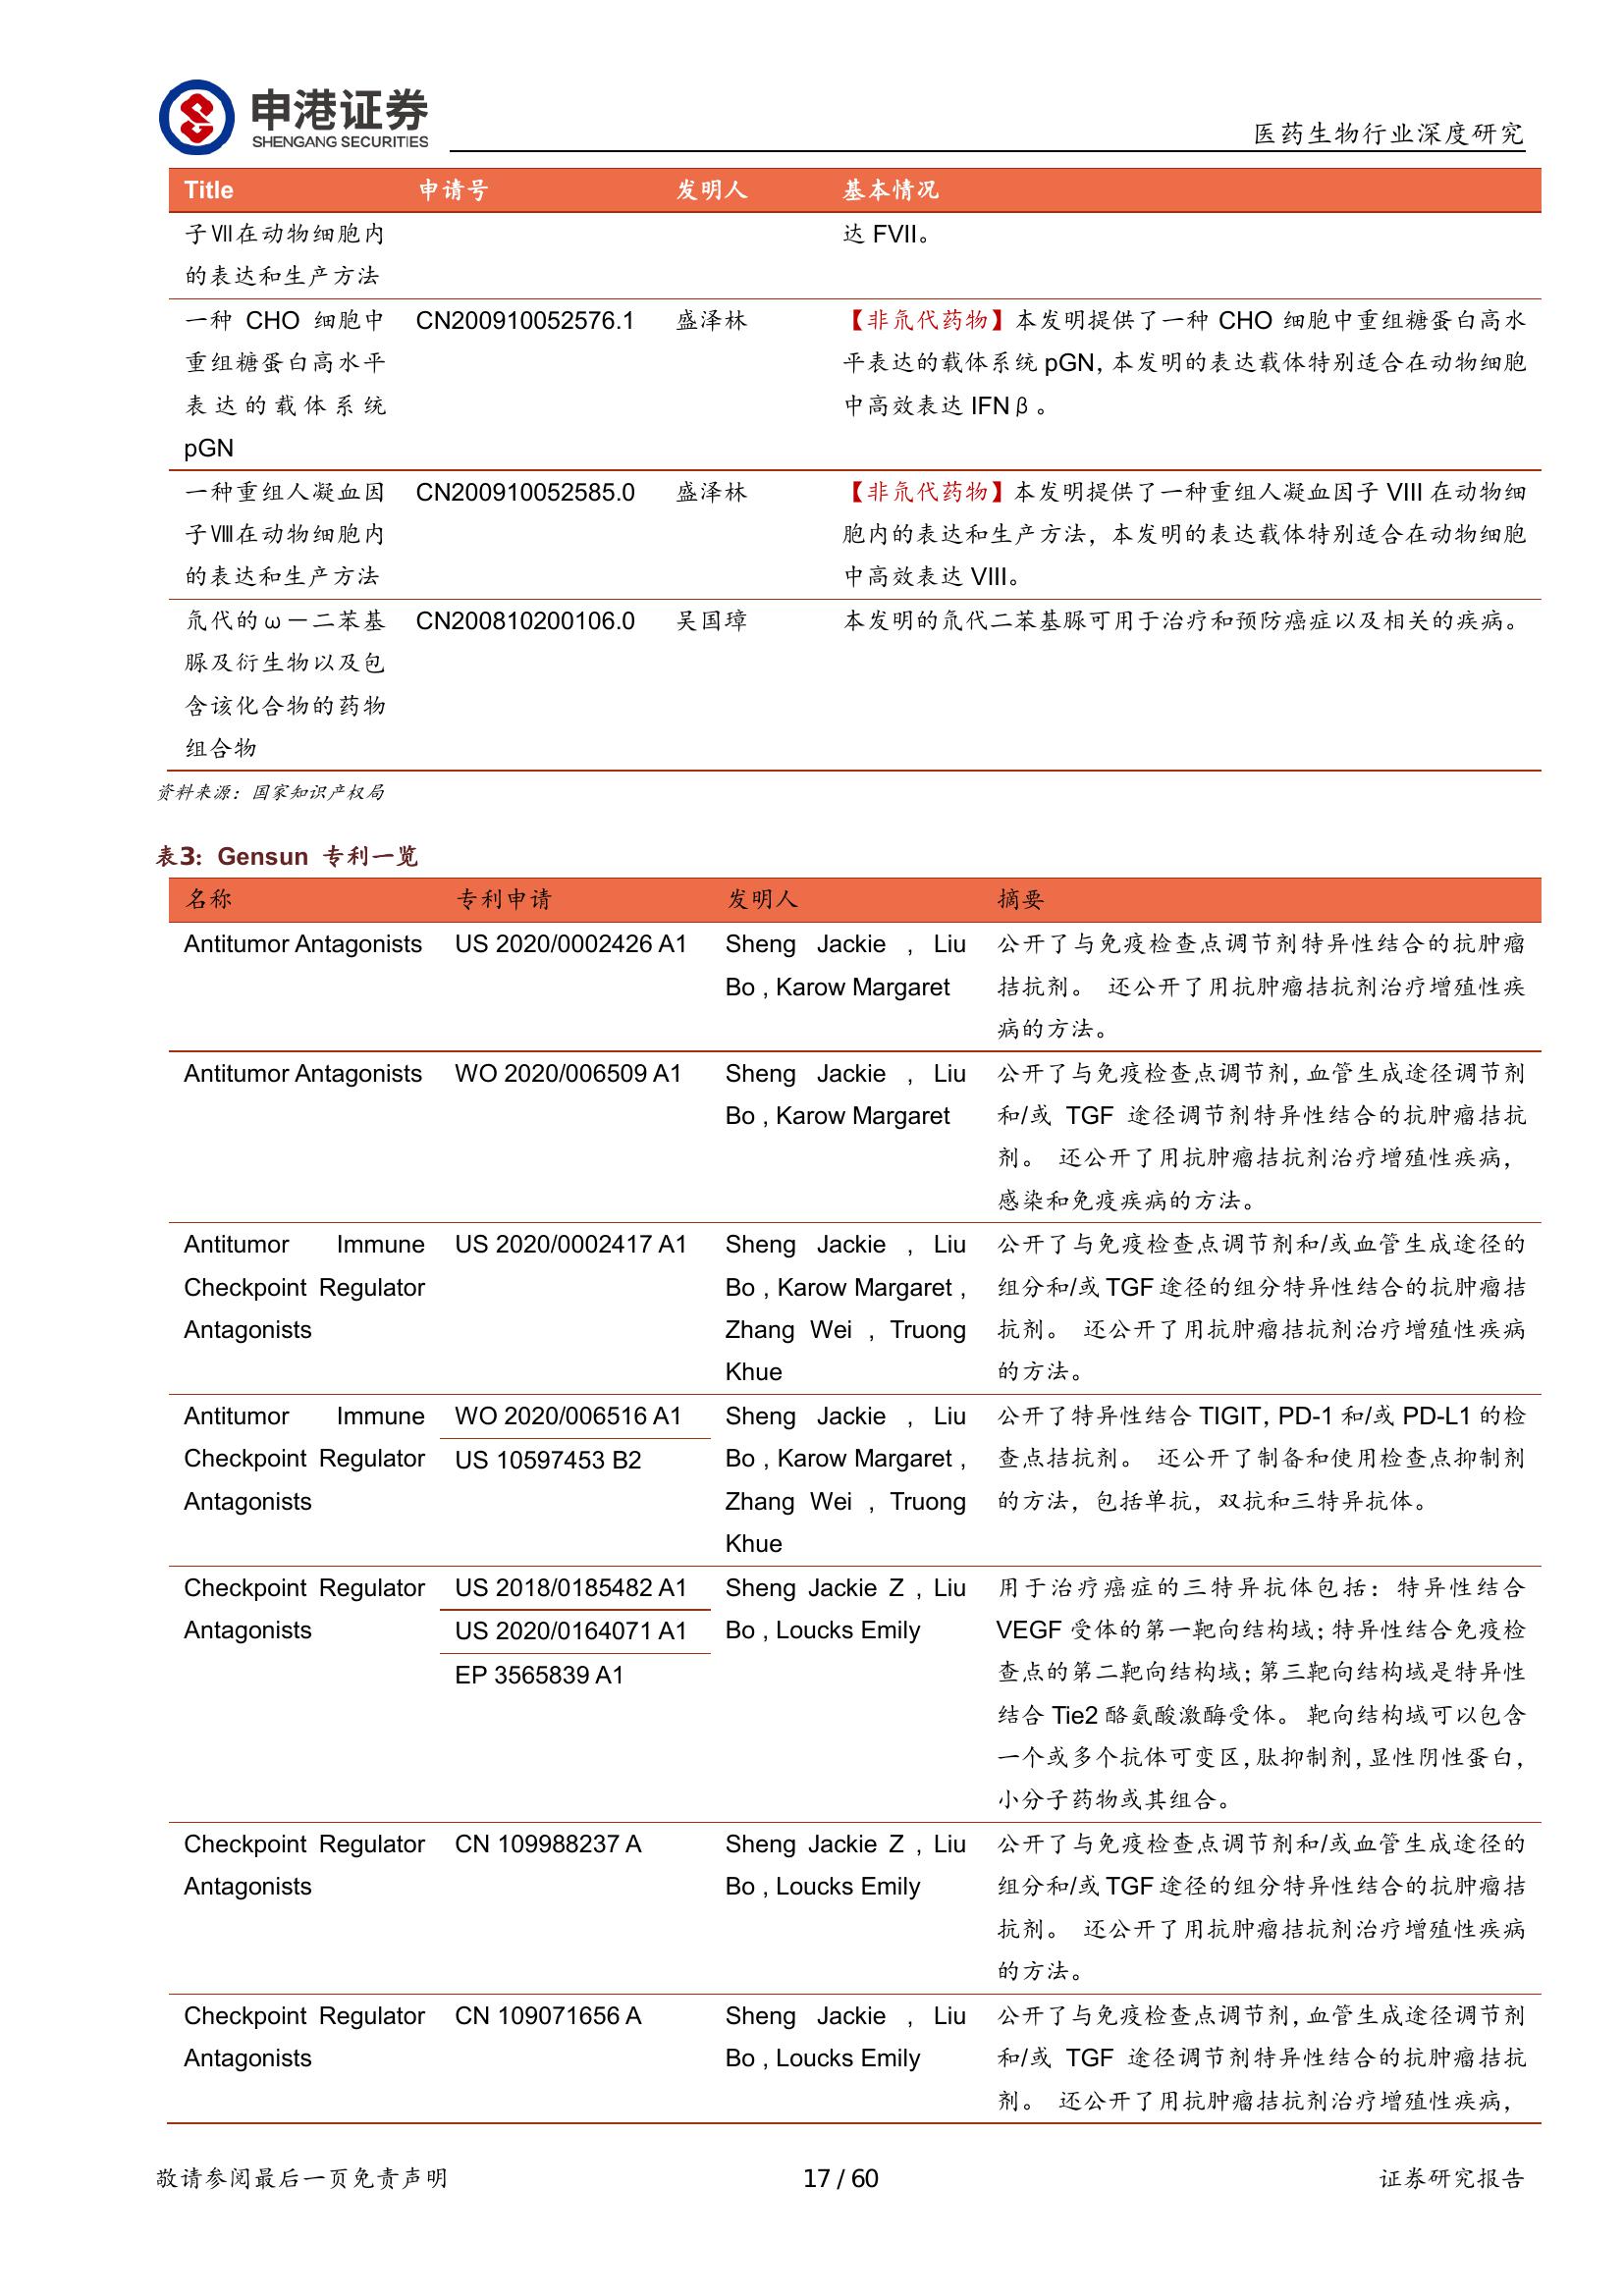 申港证券
SHENGANG SECURITIES
医药生物行业深度研究
Title 申请号 发明人 基本情况
子Ⅶ在动物细胞内 达 FVII。
的表达和生产方法
一种 CHO 细胞中 CN200910052576.1 盛泽林 【非氘代药物】本发明提供了一种 CHO 细胞中重组糖蛋白高水
重组糖蛋白高水平 平表达的载体系统 pGN, 本发明的表达载体特别适合在动物细胞
表达的载体系统 中高效表达 IFNβ。
pGN
一种重组人凝血因 CN200910052585.0 盛泽林 【非氘代药物】本发明提供了一种重组人凝血因子 VIII 在动物细
子Ⅷ在动物细胞内 胞内的表达和生产方法，本发明的表达载体特别适合在动物细胞
的表达和生产方法 中高效表达 VIII。
氘代的ω－二苯基 CN200810200106.0 吴国璋 本发明的氘代二苯基脲可用于治疗和预防癌症以及相关的疾病。
脲及衍生物以及包
含该化合物的药物
组合物
资料来源：国家知识产权局
表3: Gensun 专利一览
名称 专利申请 发明人 摘要
Antitumor Antagonists US 2020/0002426 A1 Sheng Jackie , Liu 公开了与免疫检查点调节剂特异性结合的抗肿瘤
Bo , Karow Margaret 拮抗剂。 还公开了用抗肿瘤拮抗剂治疗增殖性疾
病的方法。
Antitumor Antagonists WO 2020/006509 A1 Sheng Jackie , Liu 公开了与免疫检查点调节剂, 血管生成途径调节剂
Bo , Karow Margaret 和/或 TGF 途径调节剂特异性结合的抗肿瘤拮抗
剂。 还公开了用抗肿瘤拮抗剂治疗增殖性疾病，
感染和免疫疾病的方法。
Antitumor Immune US 2020/0002417 A1 Sheng Jackie , Liu 公开了与免疫检查点调节剂和/或血管生成途径的
Checkpoint Regulator Bo , Karow Margaret , 组分和/或 TGF 途径的组分特异性结合的抗肿瘤拮
Antagonists Zhang Wei , Truong 抗剂。 还公开了用抗肿瘤拮抗剂治疗增殖性疾病
Khue 的方法。
Antitumor Immune WO 2020/006516 A1 Sheng Jackie , Liu 公开了特异性结合 TIGIT, PD-1 和/或 PD-L1 的检
Checkpoint Regulator US 10597453 B2 Bo , Karow Margaret , 查点拮抗剂。 还公开了制备和使用检查点抑制剂
Antagonists Zhang Wei , Truong 的方法，包括单抗，双抗和三特异抗体。
Khue
Checkpoint Regulator US 2018/0185482 A1 Sheng Jackie Z , Liu 用于治疗癌症的三特异抗体包括：特异性结合
Antagonists US 2020/0164071 A1 Bo , Loucks Emily VEGF 受体的第一靶向结构域; 特异性结合免疫检
EP 3565839 A1 查点的第二靶向结构域; 第三靶向结构域是特异性
结合 Tie2 酪氨酸激酶受体。 靶向结构域可以包含
一个或多个抗体可变区, 肽抑制剂, 显性阴性蛋白,
小分子药物或其组合。
Checkpoint Regulator CN 109988237 A Sheng Jackie Z , Liu 公开了与免疫检查点调节剂和/或血管生成途径的
Antagonists Bo , Loucks Emily 组分和/或 TGF 途径的组分特异性结合的抗肿瘤拮
抗剂。 还公开了用抗肿瘤拮抗剂治疗增殖性疾病
的方法。
Checkpoint Regulator CN 109071656 A Sheng Jackie , Liu 公开了与免疫检查点调节剂, 血管生成途径调节剂
Antagonists Bo , Loucks Emily 和/或 TGF 途径调节剂特异性结合的抗肿瘤拮抗
剂。 还公开了用抗肿瘤拮抗剂治疗增殖性疾病，
敬请参阅最后一页免责声明 17 / 60 证券研究报告